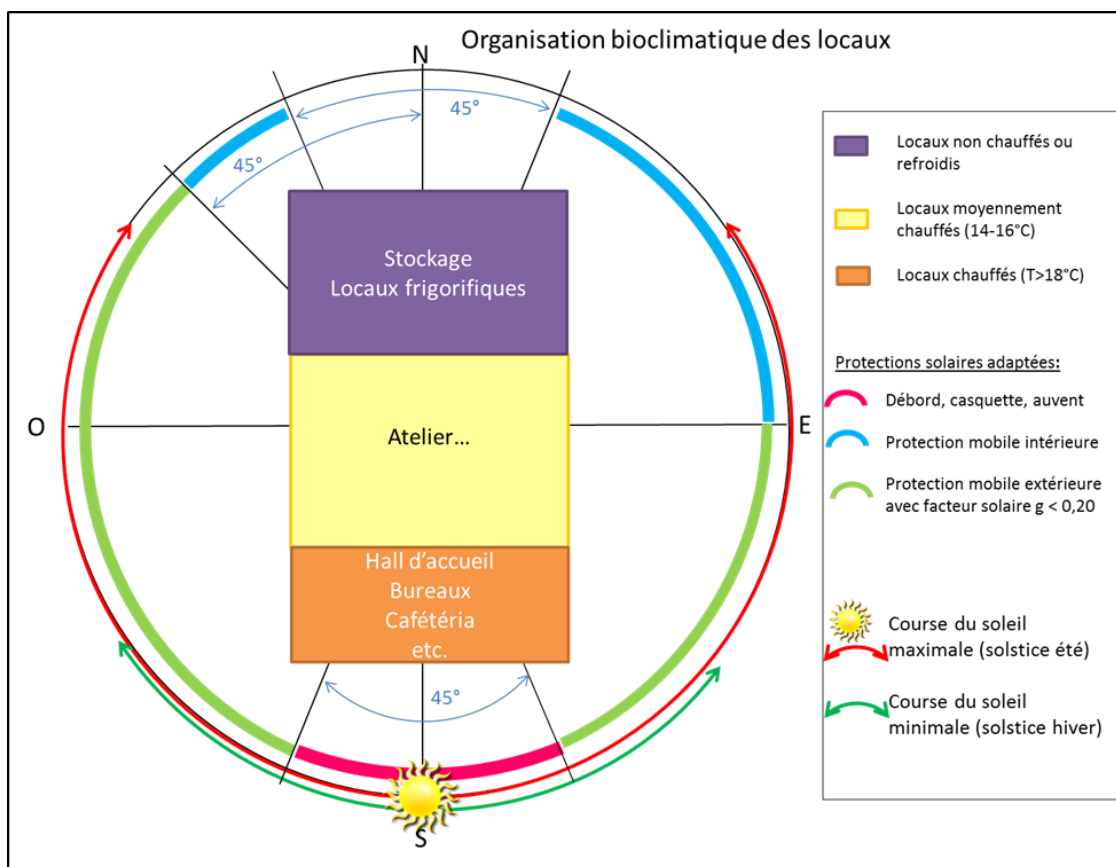 Organisation bioclimatique des locaux
N
45°
45°
Stockage
Locaux frigorifiques
O
Atelier...
E
Hall d'accueil
Bureaux
Cafétéria
etc.
45°
S
Locaux non chauffés ou
refroidis
Locaux moyennement
chauffés (14-16°C)
Locaux chauffés (T>18°C)
Protections solaires adaptées:
Débord, casquette, auvent
Protection mobile intérieure
Protection mobile extérieure
avec facteur solaire g < 0,20
Course du soleil
maximale (solstice été)
Course du soleil
minimale (solstice hiver)